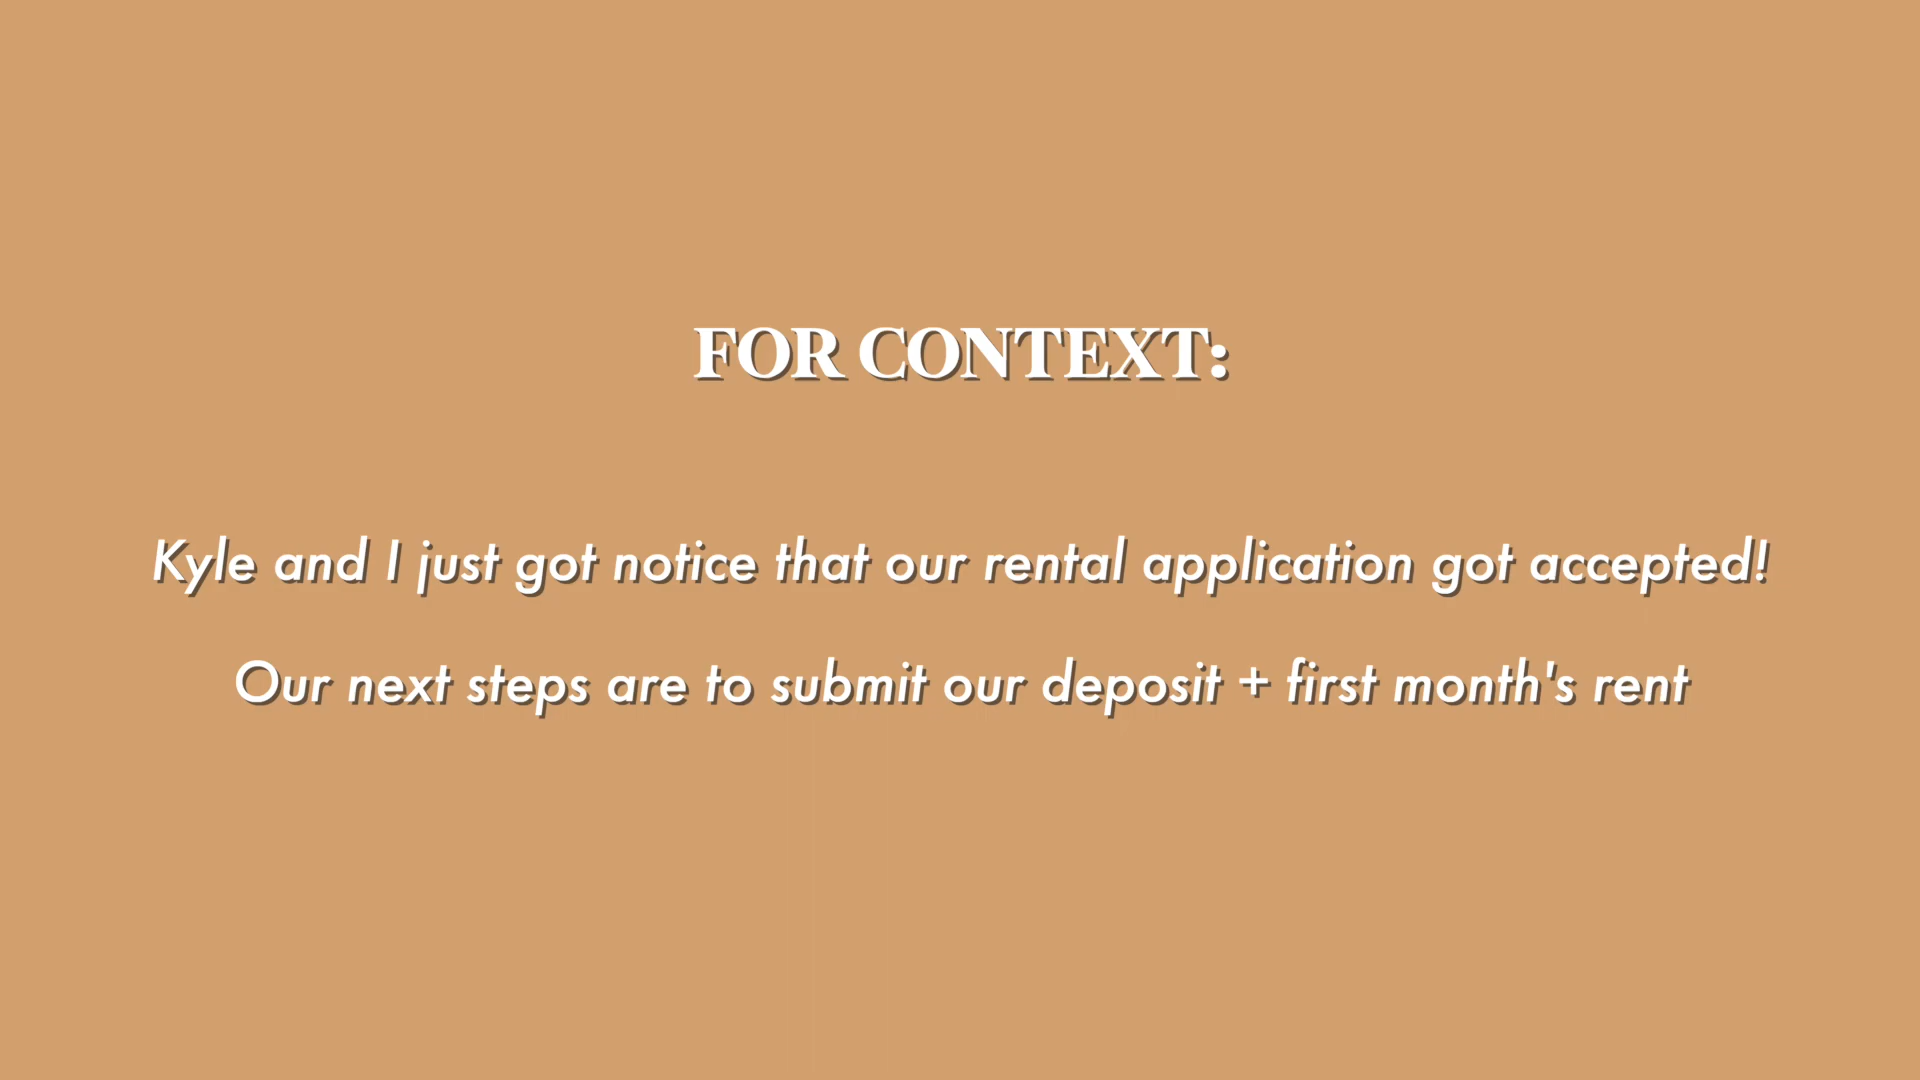 FOR CONTEXT:
Kyle and I just got notice that our rental application got accepted!
Our next steps are to submit our deposit + first month's rent